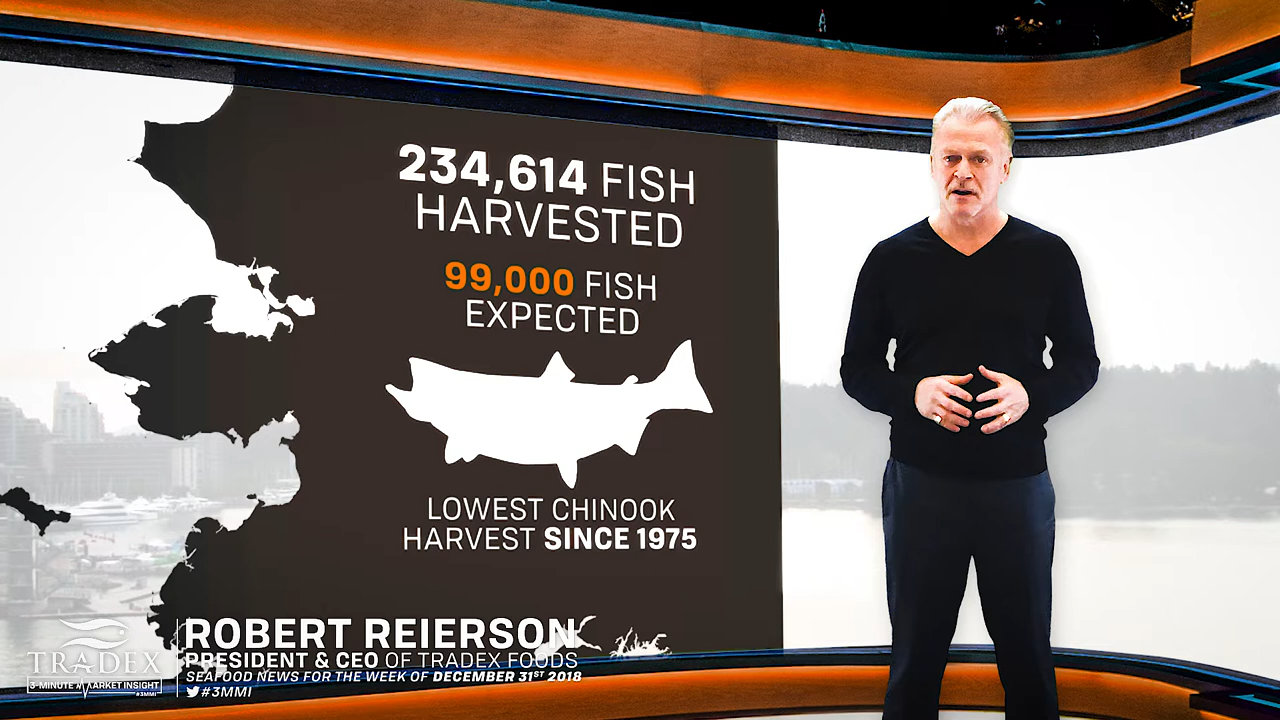 234,614 FISH
HARVESTED
99,000 FISH
EXPECTED
LOWEST CHINOOK
HARVEST SINCE 1975
ROBERT REIERSON
PRESIDENT & CEO OF TRADEX FOODS
SEAFOOD NEWS FOR THE WEEK OF DECEMBER 31ST 2018
#3MMI
TRADEX
3-MINUTE MARKET INSIGHT
#3MMI